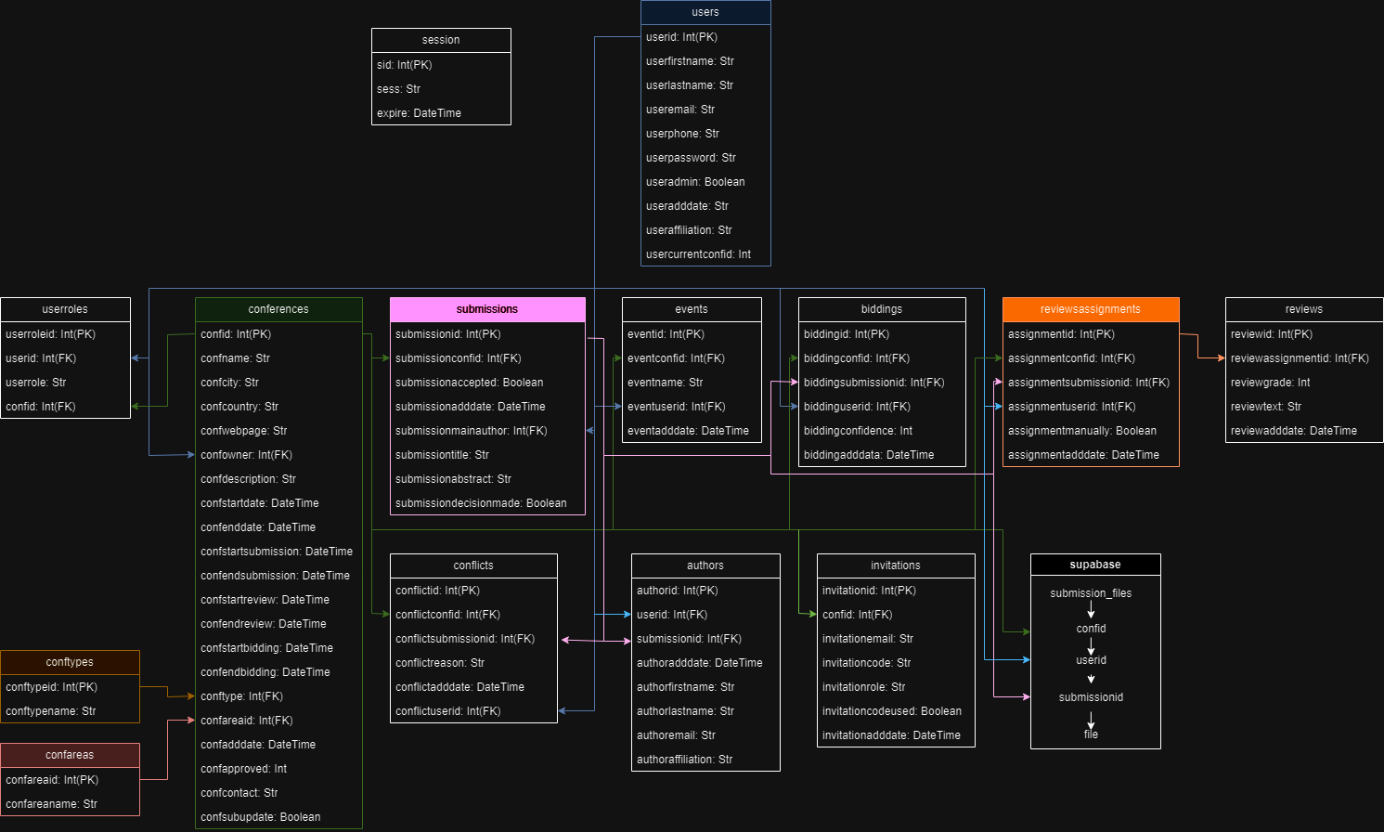 users
userid: Int(PK)
userfirstname: Str
userlastname: Str
useremail: Str
userphone: Str
userpassword: Str
useradmin: Boolean
useradddate: Str
useraffiliation: Str
usercurrentconfid: Int
session
sid: Int(PK)
sess: Str
expire: DateTime
userroles
userroleid: Int(PK)
userid: Int(FK)
userrole: Str
confid: Int(FK)
conferences
confid: Int(PK)
confname: Str
confcity: Str
confcountry: Str
confwebpage: Str
confowner: Int(FK)
confdescription: Str
confstartdate: DateTime
confenddate: DateTime
confstartsubmission: DateTime
confendsubmission: DateTime
confstartreview: DateTime
confendreview: DateTime
confstartbidding: DateTime
confendbidding: DateTime
conftype: Int(FK)
confareaid: Int(FK)
confadddate: DateTime
confapproved: Int
confcontact: Str
confsubupdate: Boolean
submissions
submissionid: Int(PK)
submissionconfid: Int(FK)
submissionaccepted: Boolean
submissionadddate: DateTime
submissionmainauthor: Int(FK)
submissiontitle: Str
submissionabstract: Str
submissiondecisionmade: Boolean
events
eventid: Int(PK)
eventconfid: Int(FK)
eventname: Str
eventuserid: Int(FK)
eventadddate: DateTime
biddings
biddingid: Int(PK)
biddingconfid: Int(FK)
biddingsubmissionid: Int(FK)
biddinguserid: Int(FK)
biddingconfidence: Int
biddingadddata: DateTime
reviewsassignments
assignmentid: Int(PK)
assignmentconfid: Int(FK)
assignmentsubmissionid: Int(FK)
assignmentuserid: Int(FK)
assignmentmanually: Boolean
assignmentadddate: DateTime
reviews
reviewid: Int(PK)
reviewassignmentid: Int(FK)
reviewgrade: Int
reviewtext: Str
reviewadddate: DateTime
conflicts
conflictid: Int(PK)
conflictconfid: Int(FK)
conflictsubmissionid: Int(FK)
conflictreason: Str
conflictadddate: DateTime
conflictuserid: Int(FK)
authors
authorid: Int(PK)
userid: Int(FK)
submissionid: Int(FK)
authoradddate: DateTime
authorfirstname: Str
authorlastname: Str
authoremail: Str
authoraffiliation: Str
invitations
invitationid: Int(PK)
confid: Int(FK)
invitationemail: Str
invitationcode: Str
invitationrole: Str
invitationcodeused: Boolean
invitationadddate: DateTime
supabase
submission_files
confid
userid
submissionid
file
conftypes
conftypeid: Int(PK)
conftypename: Str
confareas
confareaid: Int(PK)
confareaname: Str